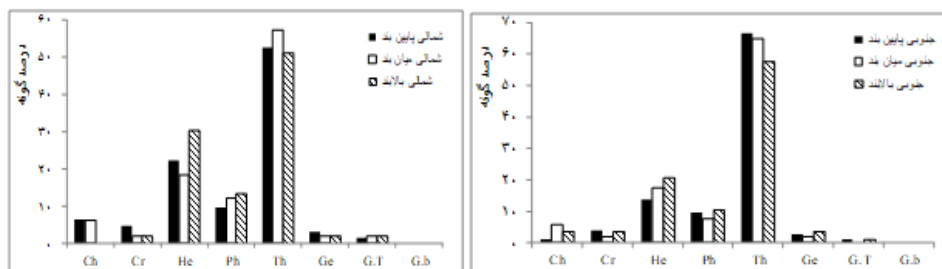 درصد گونه
۶۰
۵۰
۴۰
۳۰
۲۰
۱۰
۰
شمالی پایین بند
شمالی میان بند
شمالی بالابند
Ch Cr He Ph Th Ge G.T G.b
درصد گونه
۷۰
۶۰
۵۰
۴۰
۳۰
۲۰
۱۰
۰
جنوبی پایین بند
جنوبی میان بند
جنوبی بالابند
Ch Cr He Ph Th Ge G.T G.b